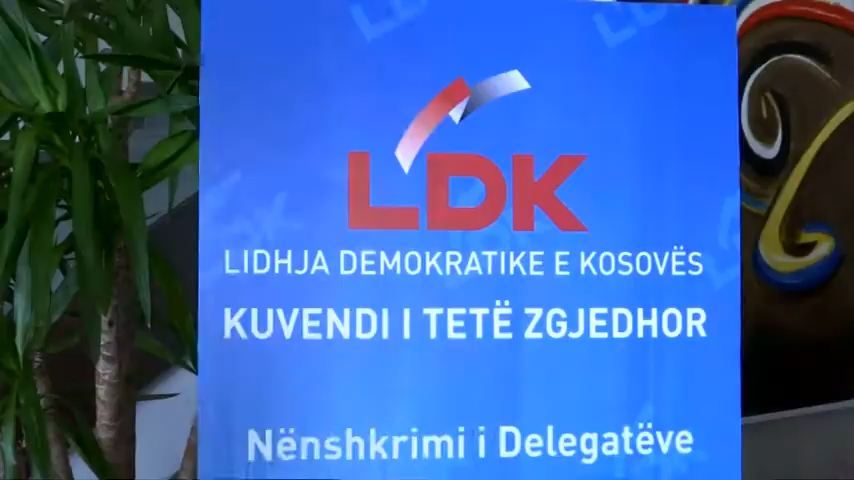 LDK
LIDHJA DEMOKRATIKE E KOSOVËS
KUVENDI I TETË ZGJEDHOR
Nënshkrimi i Delegatëve